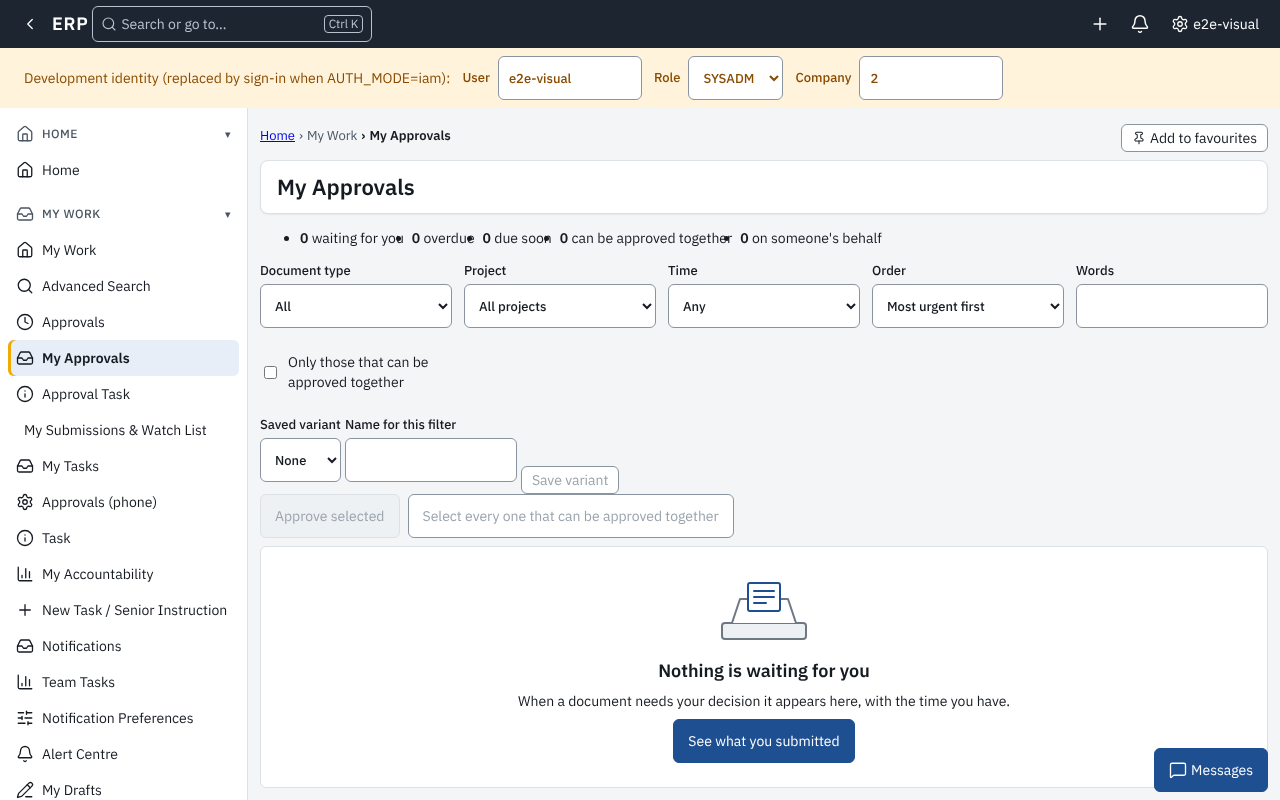 ERP
Search or go to...
Ctrl K
e2e-visual
Development identity (replaced by sign-in when AUTH_MODE=iam):
User
e2e-visual
Role
SYSADM
Company
2
HOME
Home
MY WORK
My Work
Advanced Search
Approvals
My Approvals
Approval Task
My Submissions & Watch List
My Tasks
Approvals (phone)
Task
My Accountability
New Task / Senior Instruction
Notifications
Team Tasks
Notification Preferences
Alert Centre
My Drafts
Home › My Work › My Approvals
Add to favourites
My Approvals
0 waiting for you
0 overdue
0 due soon
0 can be approved together
0 on someone's behalf
Document type
All
Project
All projects
Time
Any
Order
Most urgent first
Words
Only those that can be
approved together
Saved variant
None
Name for this filter
Save variant
Approve selected
Select every one that can be approved together
Nothing is waiting for you
When a document needs your decision it appears here, with the time you have.
See what you submitted
Messages